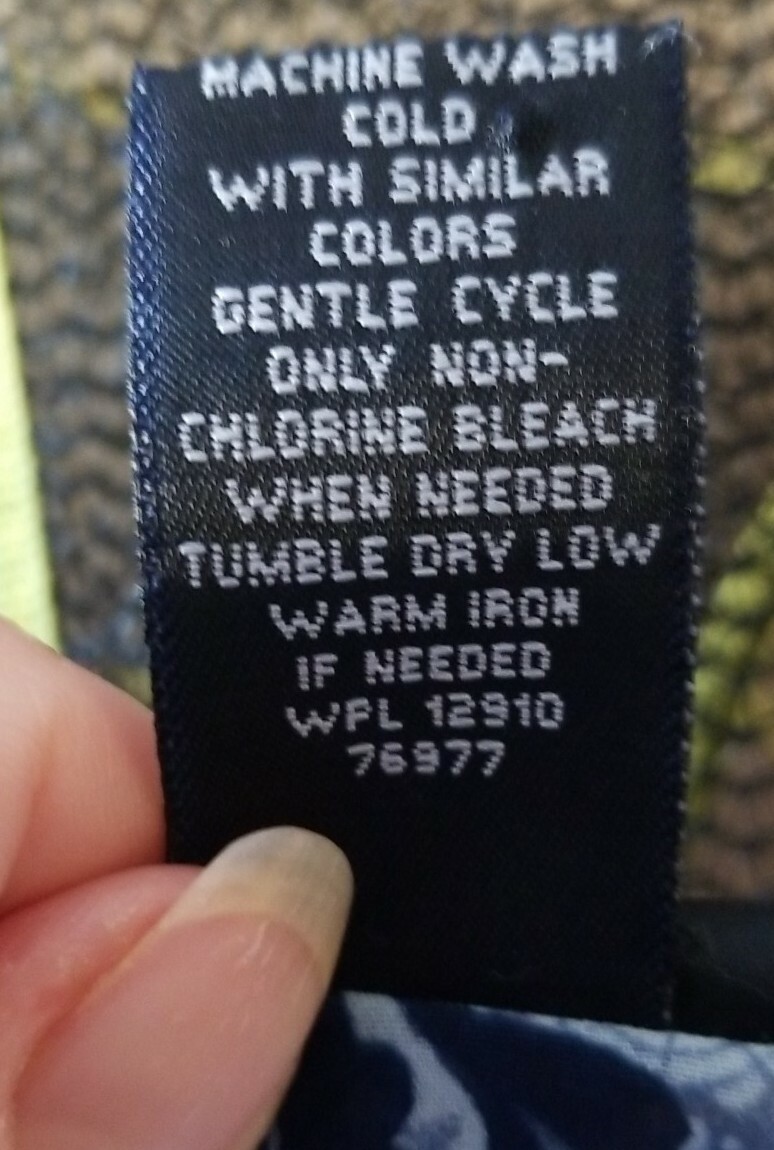 MACHINE WASH
COLD
WITH SIMILAR
COLORS
GENTLE CYCLE
ONLY NON-
CHLORINE BLEACH
WHEN NEEDED
TUMBLE DRY LOW
WARM IRON
IF NEEDED
WPL 12910
76977